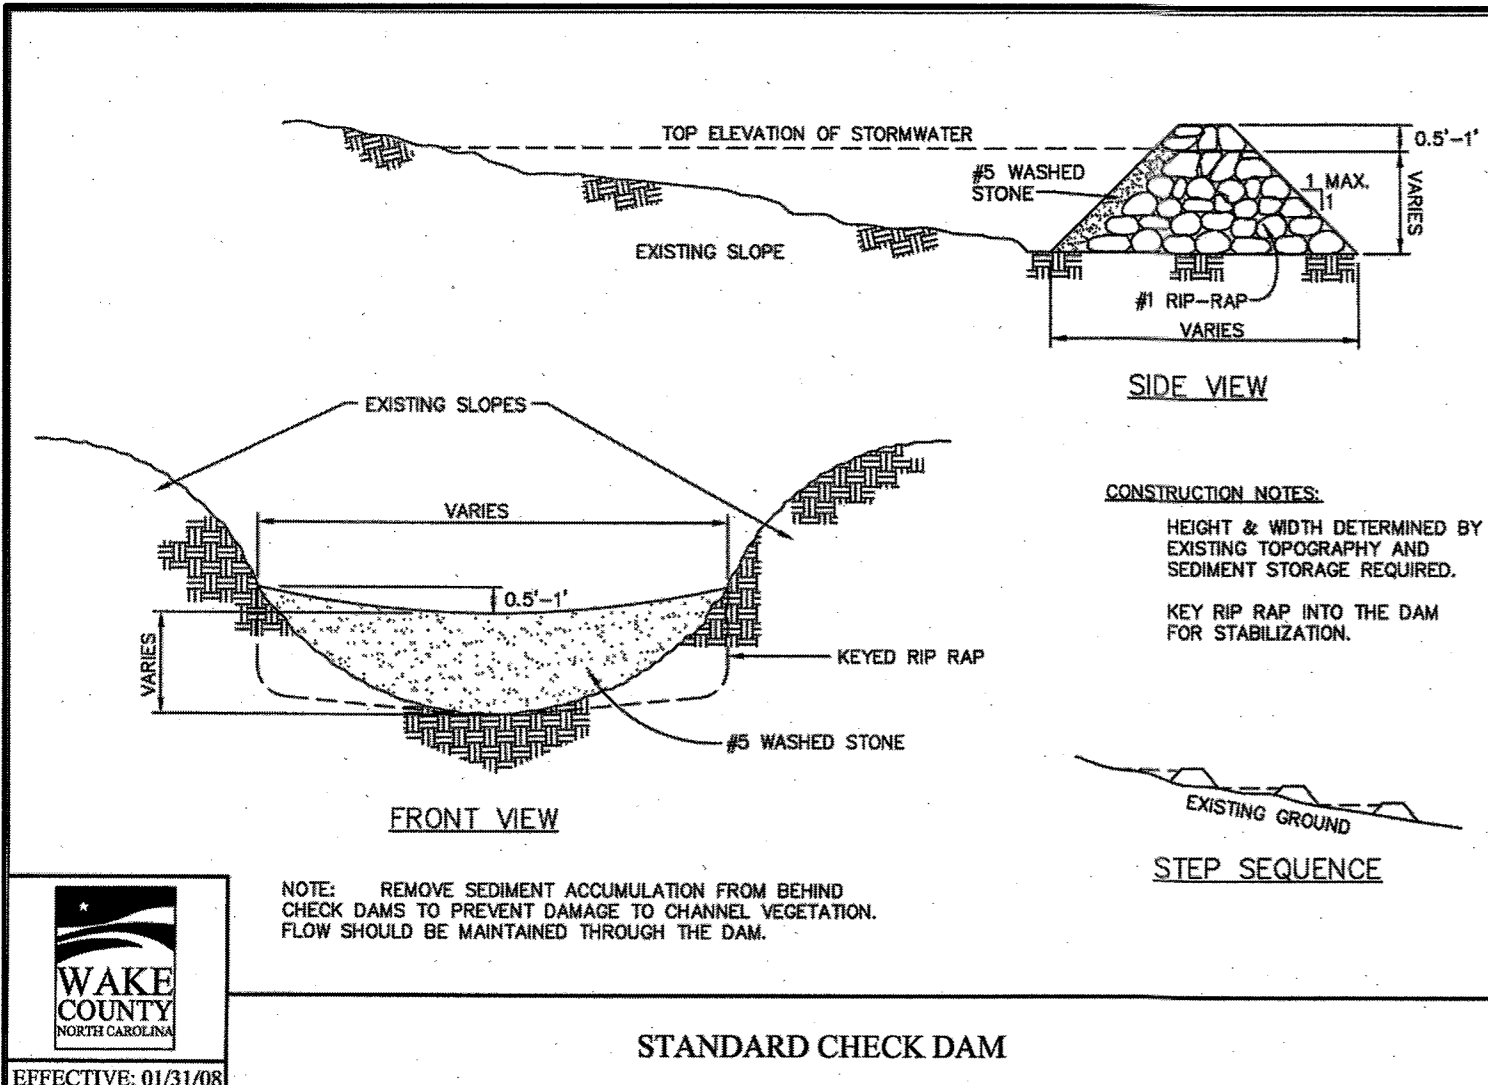 TOP ELEVATION OF STORMWATER
0.5'-1'
#5 WASHED
STONE
1 MAX.
1
VARIES
EXISTING SLOPE
#1 RIP-RAP
VARIES
SIDE VIEW
EXISTING SLOPES
VARIES
0.5'-1'
VARIES
KEYED RIP RAP
#5 WASHED STONE
FRONT VIEW
CONSTRUCTION NOTES:
HEIGHT & WIDTH DETERMINED BY
EXISTING TOPOGRAPHY AND
SEDIMENT STORAGE REQUIRED.
KEY RIP RAP INTO THE DAM
FOR STABILIZATION.
EXISTING GROUND
STEP SEQUENCE
NOTE: REMOVE SEDIMENT ACCUMULATION FROM BEHIND
CHECK DAMS TO PREVENT DAMAGE TO CHANNEL VEGETATION.
FLOW SHOULD BE MAINTAINED THROUGH THE DAM.
WAKE
COUNTY
NORTH CAROLINA
EFFECTIVE: 01/31/08
STANDARD CHECK DAM